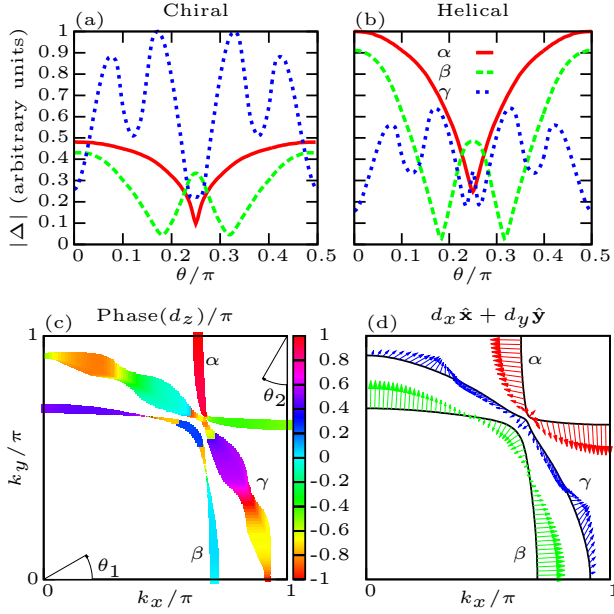 (a) Chiral
(b) Helical
|Δ| (arbitrary units)
1
0.9
0.8
0.7
0.6
0.5
0.4
0.3
0.2
0.1
0
0 0.1 0.2 0.3 0.4 0.5
θ/π
α
β
γ
0 0.1 0.2 0.3 0.4 0.5
θ/π
(c) Phase(d_z)/π
1
0
k_y/π
0 1
k_x/π
α
β
γ
θ_1
θ_2
0.8
0.6
0.4
0.2
0
-0.2
-0.4
-0.6
-0.8
-1
(d) d_x x̂ + d_y ŷ
α
β
γ
0 1
k_x/π